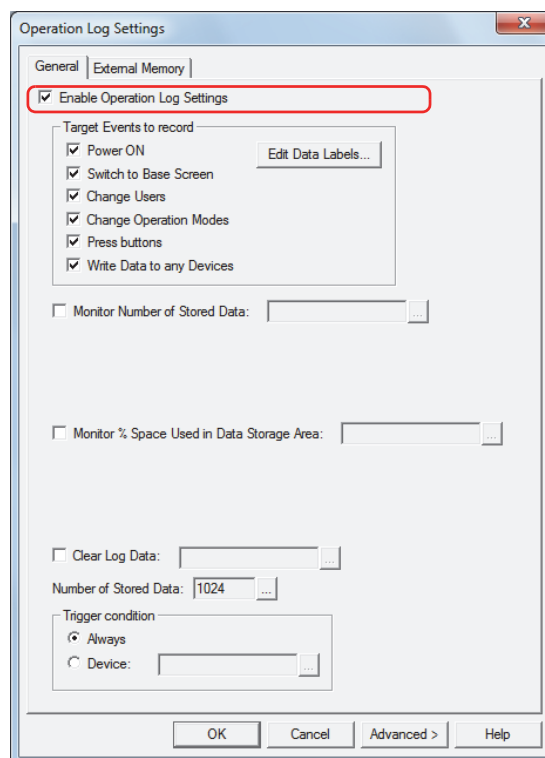 Operation Log Settings
General
External Memory
Enable Operation Log Settings
Target Events to record
Power ON
Edit Data Labels...
Switch to Base Screen
Change Users
Change Operation Modes
Press buttons
Write Data to any Devices
Monitor Number of Stored Data:
...
Monitor % Space Used in Data Storage Area:
...
Clear Log Data:
...
Number of Stored Data: 1024 ...
Trigger condition
Always
Device:
...
OK
Cancel
Advanced >
Help